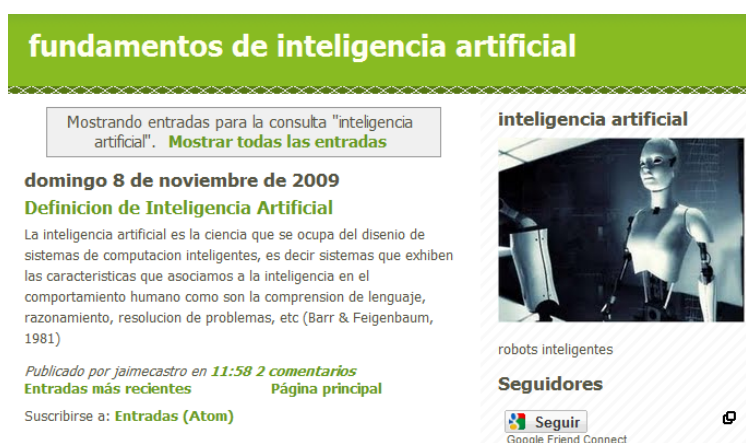 fundamentos de inteligencia artificial
Mostrando entradas para la consulta "inteligencia
artificial". Mostrar todas las entradas
domingo 8 de noviembre de 2009
Definicion de Inteligencia Artificial
La inteligencia artificial es la ciencia que se ocupa del disenio de
sistemas de computacion inteligentes, es decir sistemas que exhiben
las caracteristicas que asociamos a la inteligencia en el
comportamiento humano como son la comprension de lenguaje,
razonamiento, resolucion de problemas, etc (Barr & Feigenbaum,
1981)
Publicado por jaimecastro en 11:58 2 comentarios
Entradas más recientes Página principal
Suscribirse a: Entradas (Atom)
inteligencia artificial
robots inteligentes
Seguidores
Seguir
Google Friend Connect